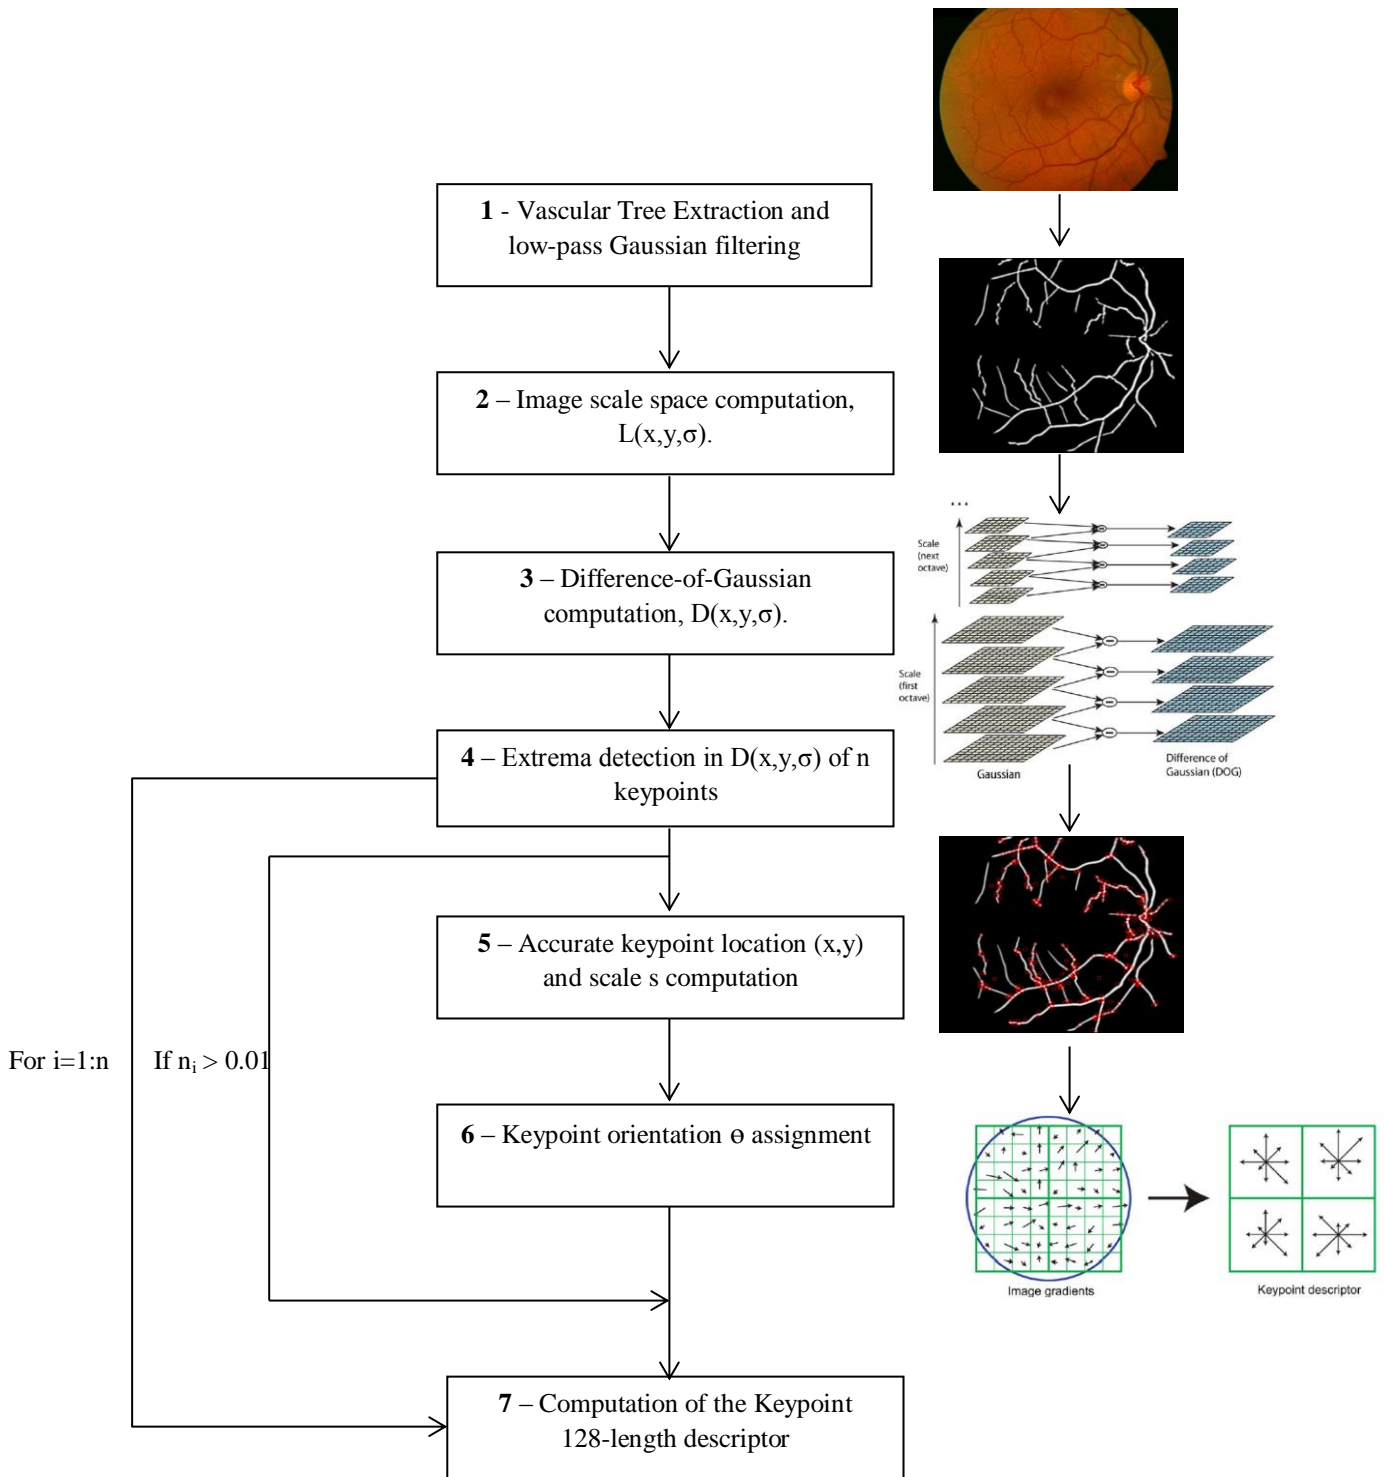 1 - Vascular Tree Extraction and
low-pass Gaussian filtering
2 – Image scale space computation,
L(x,y,σ).
3 – Difference-of-Gaussian
computation, D(x,y,σ).
4 – Extrema detection in D(x,y,σ) of n
keypoints
5 – Accurate keypoint location (x,y)
and scale s computation
For i=1:n
If nᵢ > 0.01
6 – Keypoint orientation ɵ assignment
7 – Computation of the Keypoint
128-length descriptor
...
Scale
(next
octave)
Scale
(first
octave)
Gaussian
Difference of
Gaussian (DOG)
Image gradients
Keypoint descriptor